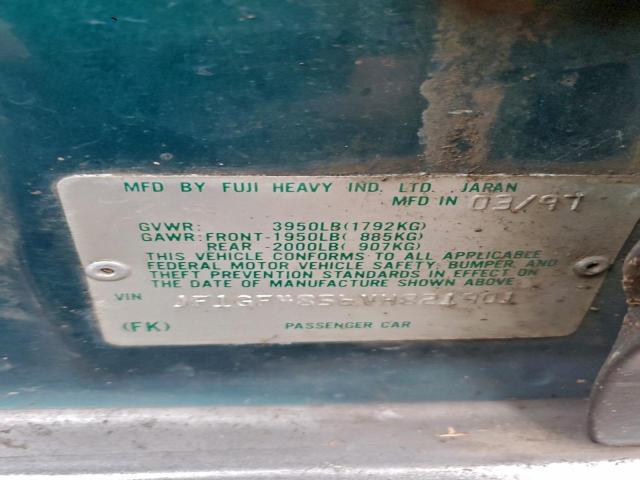 MFD BY FUJI HEAVY IND. LTD. JAPAN
MFD IN 03/97
GVWR: 3950LB(1792KG)
GAWR:FRONT-1950LB( 885KG)
REAR -2000LB( 907KG)
THIS VEHICLE CONFORMS TO ALL APPLICABLE
FEDERAL MOTOR VEHICLE SAFETY, BUMPER, AND
THEFT PREVENTION STANDARDS IN EFFECT ON
THE DATE OF MANUFACTURE SHOWN ABOVE
VIN
(FK) PASSENGER CAR